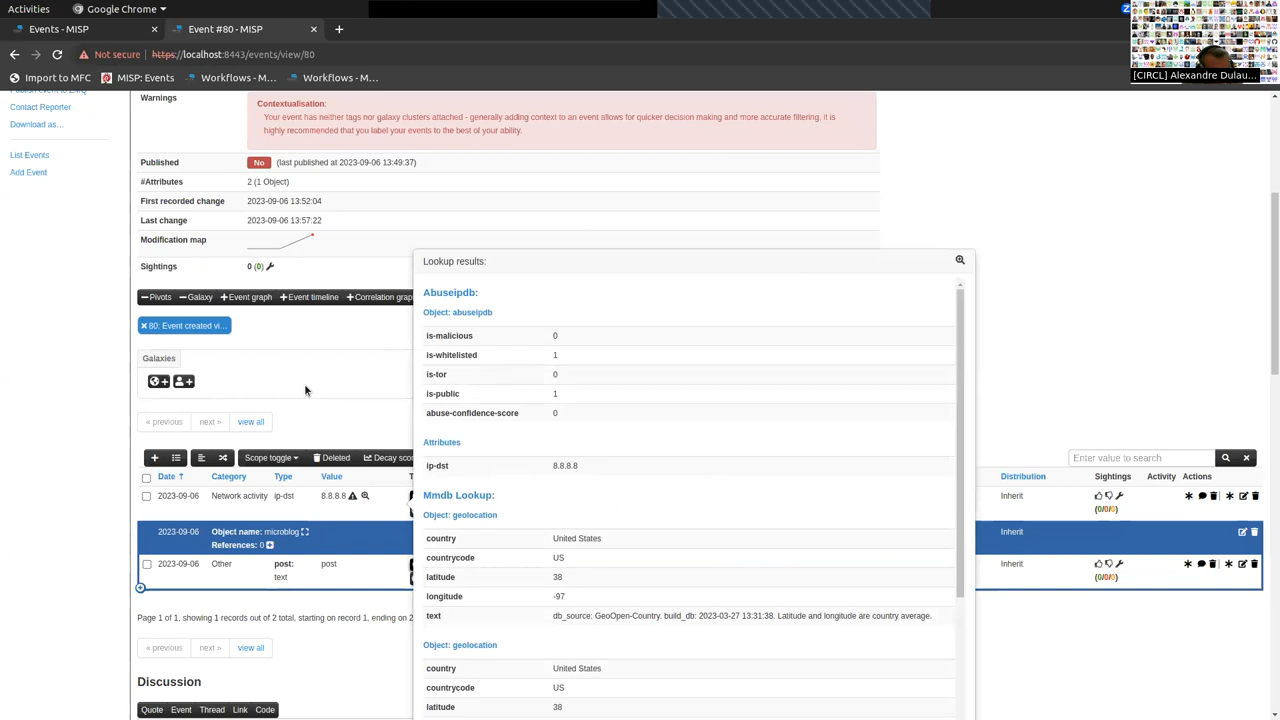 Activities
Google Chrome
Events - MISP
Event #80 - MISP
Not secure
https://localhost:8443/events/view/80
Import to MFC
MISP: Events
Workflows - M...
Workflows - M...
[CIRCL] Alexandre Dulau...
Publish event to ZMQ
Contact Reporter
Download as…
List Events
Add Event
Warnings
Contextualisation:
Your event has neither tags nor galaxy clusters attached - generally adding context to an event allows for quicker decision making and more accurate filtering, it is
highly recommended that you label your events to the best of your ability.
Published No (last published at 2023-09-06 13:49:37)
#Attributes 2 (1 Object)
First recorded change 2023-09-06 13:52:04
Last change 2023-09-06 13:57:22
Modification map
Sightings 0 (0)
Pivots Galaxy Event graph Event timeline Correlation grap
80: Event created vi...
Galaxies
« previous next » view all
Scope toggle Deleted Decay scor
Enter value to search
Date Category Type Value T Distribution Sightings Activity Actions
2023-09-06 Network activity ip-dst 8.8.8.8 Inherit
(0/0/0)
2023-09-06 Object name: microblog Inherit
References: 0
2023-09-06 Other post: post Inherit
text (0/0/0)
Page 1 of 1, showing 1 records out of 2 total, starting on record 1, ending on 2
« previous next » view all
Discussion
Quote Event Thread Link Code
Lookup results:
Abuseipdb:
Object: abuseipdb
is-malicious 0
is-whitelisted 1
is-tor 0
is-public 1
abuse-confidence-score 0
Attributes
ip-dst 8.8.8.8
Mmdb Lookup:
Object: geolocation
country United States
countrycode US
latitude 38
longitude -97
text db_source: GeoOpen-Country. build_db: 2023-03-27 13:31:38. Latitude and longitude are country average.
Object: geolocation
country United States
countrycode US
latitude 38